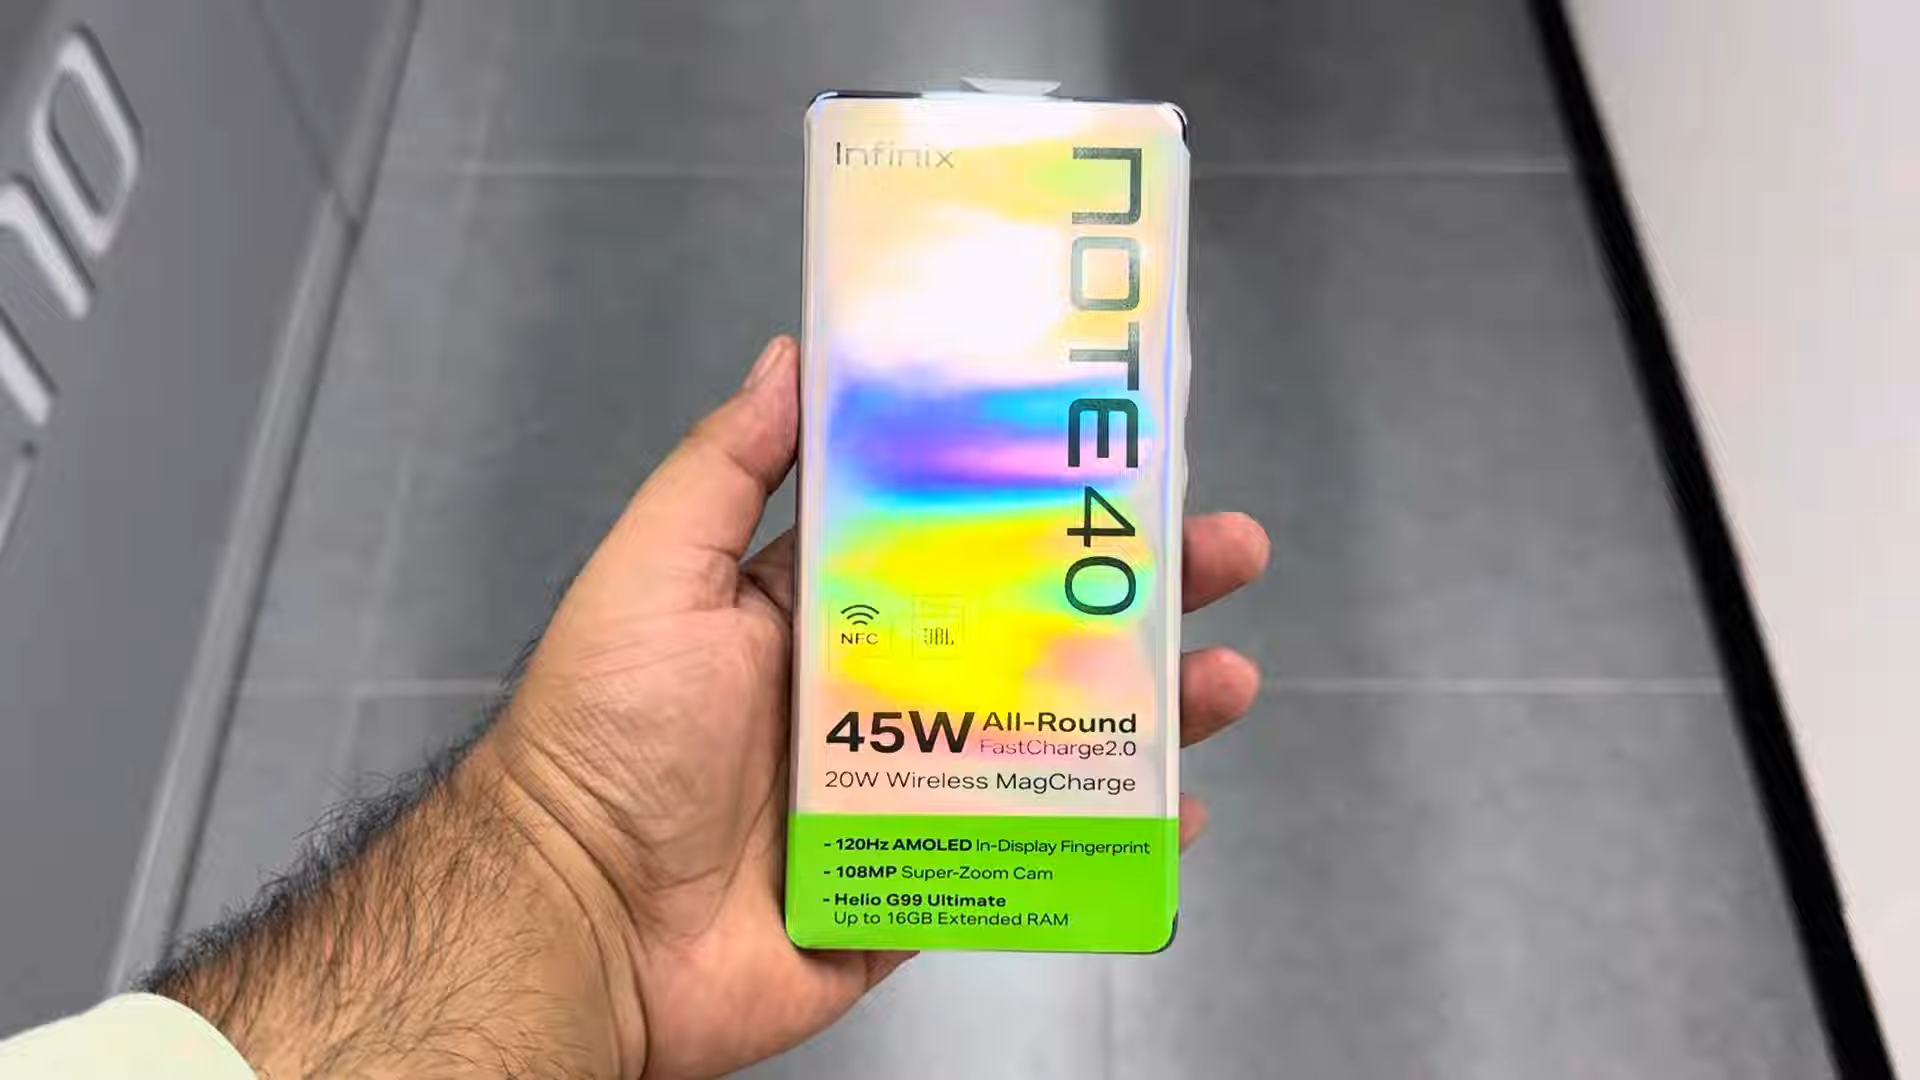 Infinix
NOTE 40
NFC
JBL
45W All-Round
FastCharge2.0
20W Wireless MagCharge
- 120Hz AMOLED In-Display Fingerprint
- 108MP Super-Zoom Cam
- Helio G99 Ultimate
Up to 16GB Extended RAM